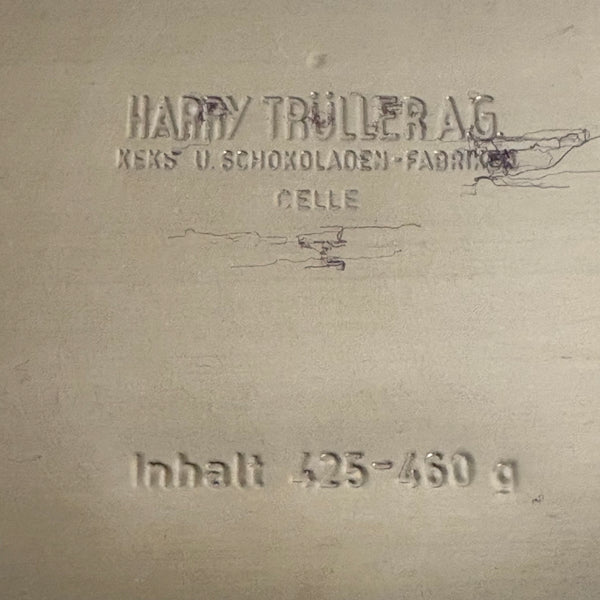 HARRY TRÜLLER A.G.
KEKS U. SCHOKOLADEN-FABRIKEN
CELLE
Inhalt 425-460 g